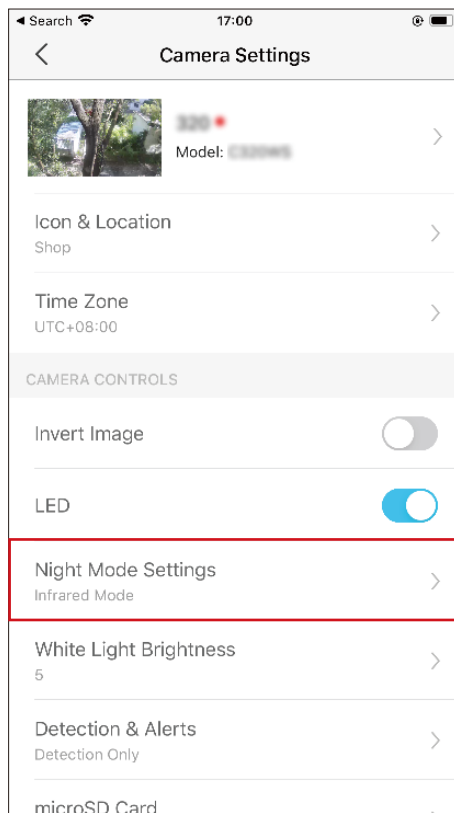 Search
17:00
Camera Settings
Model:
Icon & Location
Shop
Time Zone
UTC+08:00
CAMERA CONTROLS
Invert Image
LED
Night Mode Settings
Infrared Mode
White Light Brightness
5
Detection & Alerts
Detection Only
microSD Card